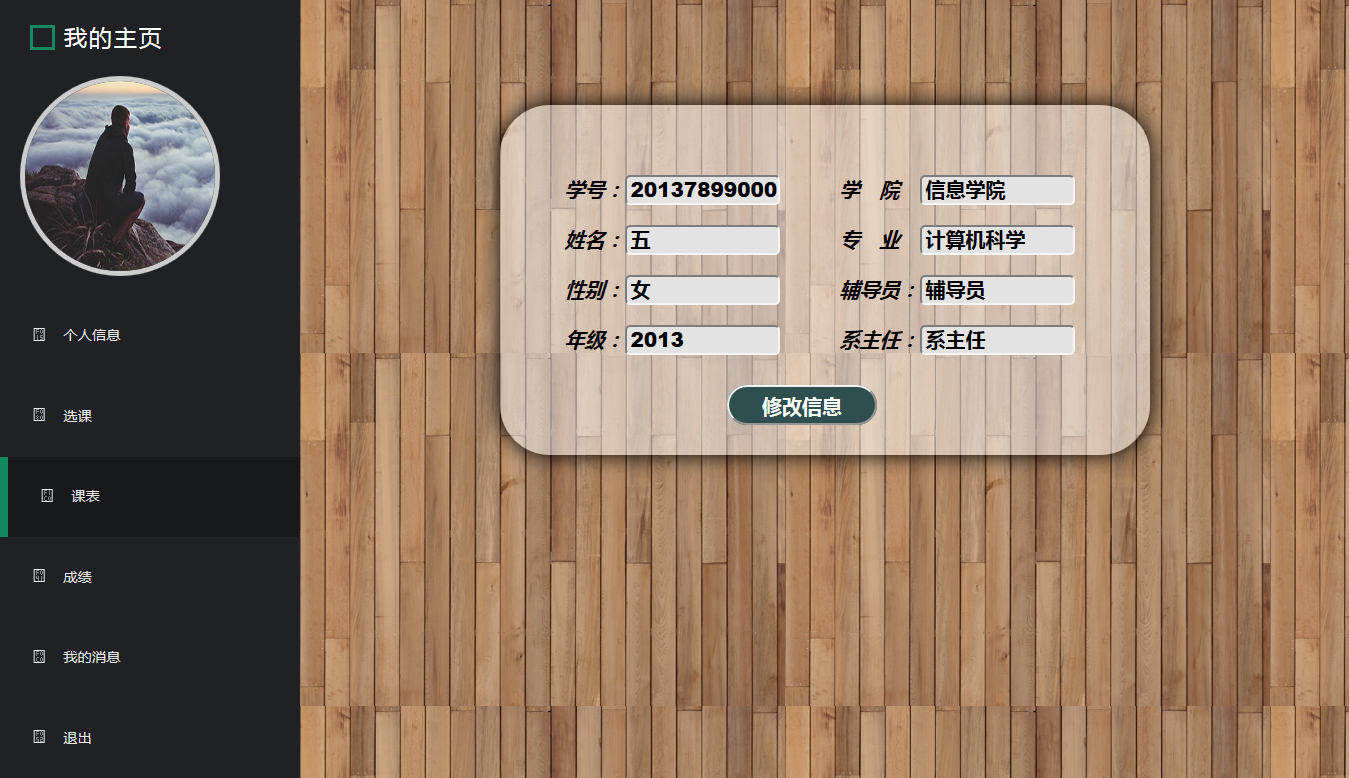 我的主页
个人信息
选课
课表
成绩
我的消息
退出
学号： 20137899000 学 院 信息学院
姓名： 五 专 业 计算机科学
性别： 女 辅导员： 辅导员
年级： 2013 系主任： 系主任
修改信息